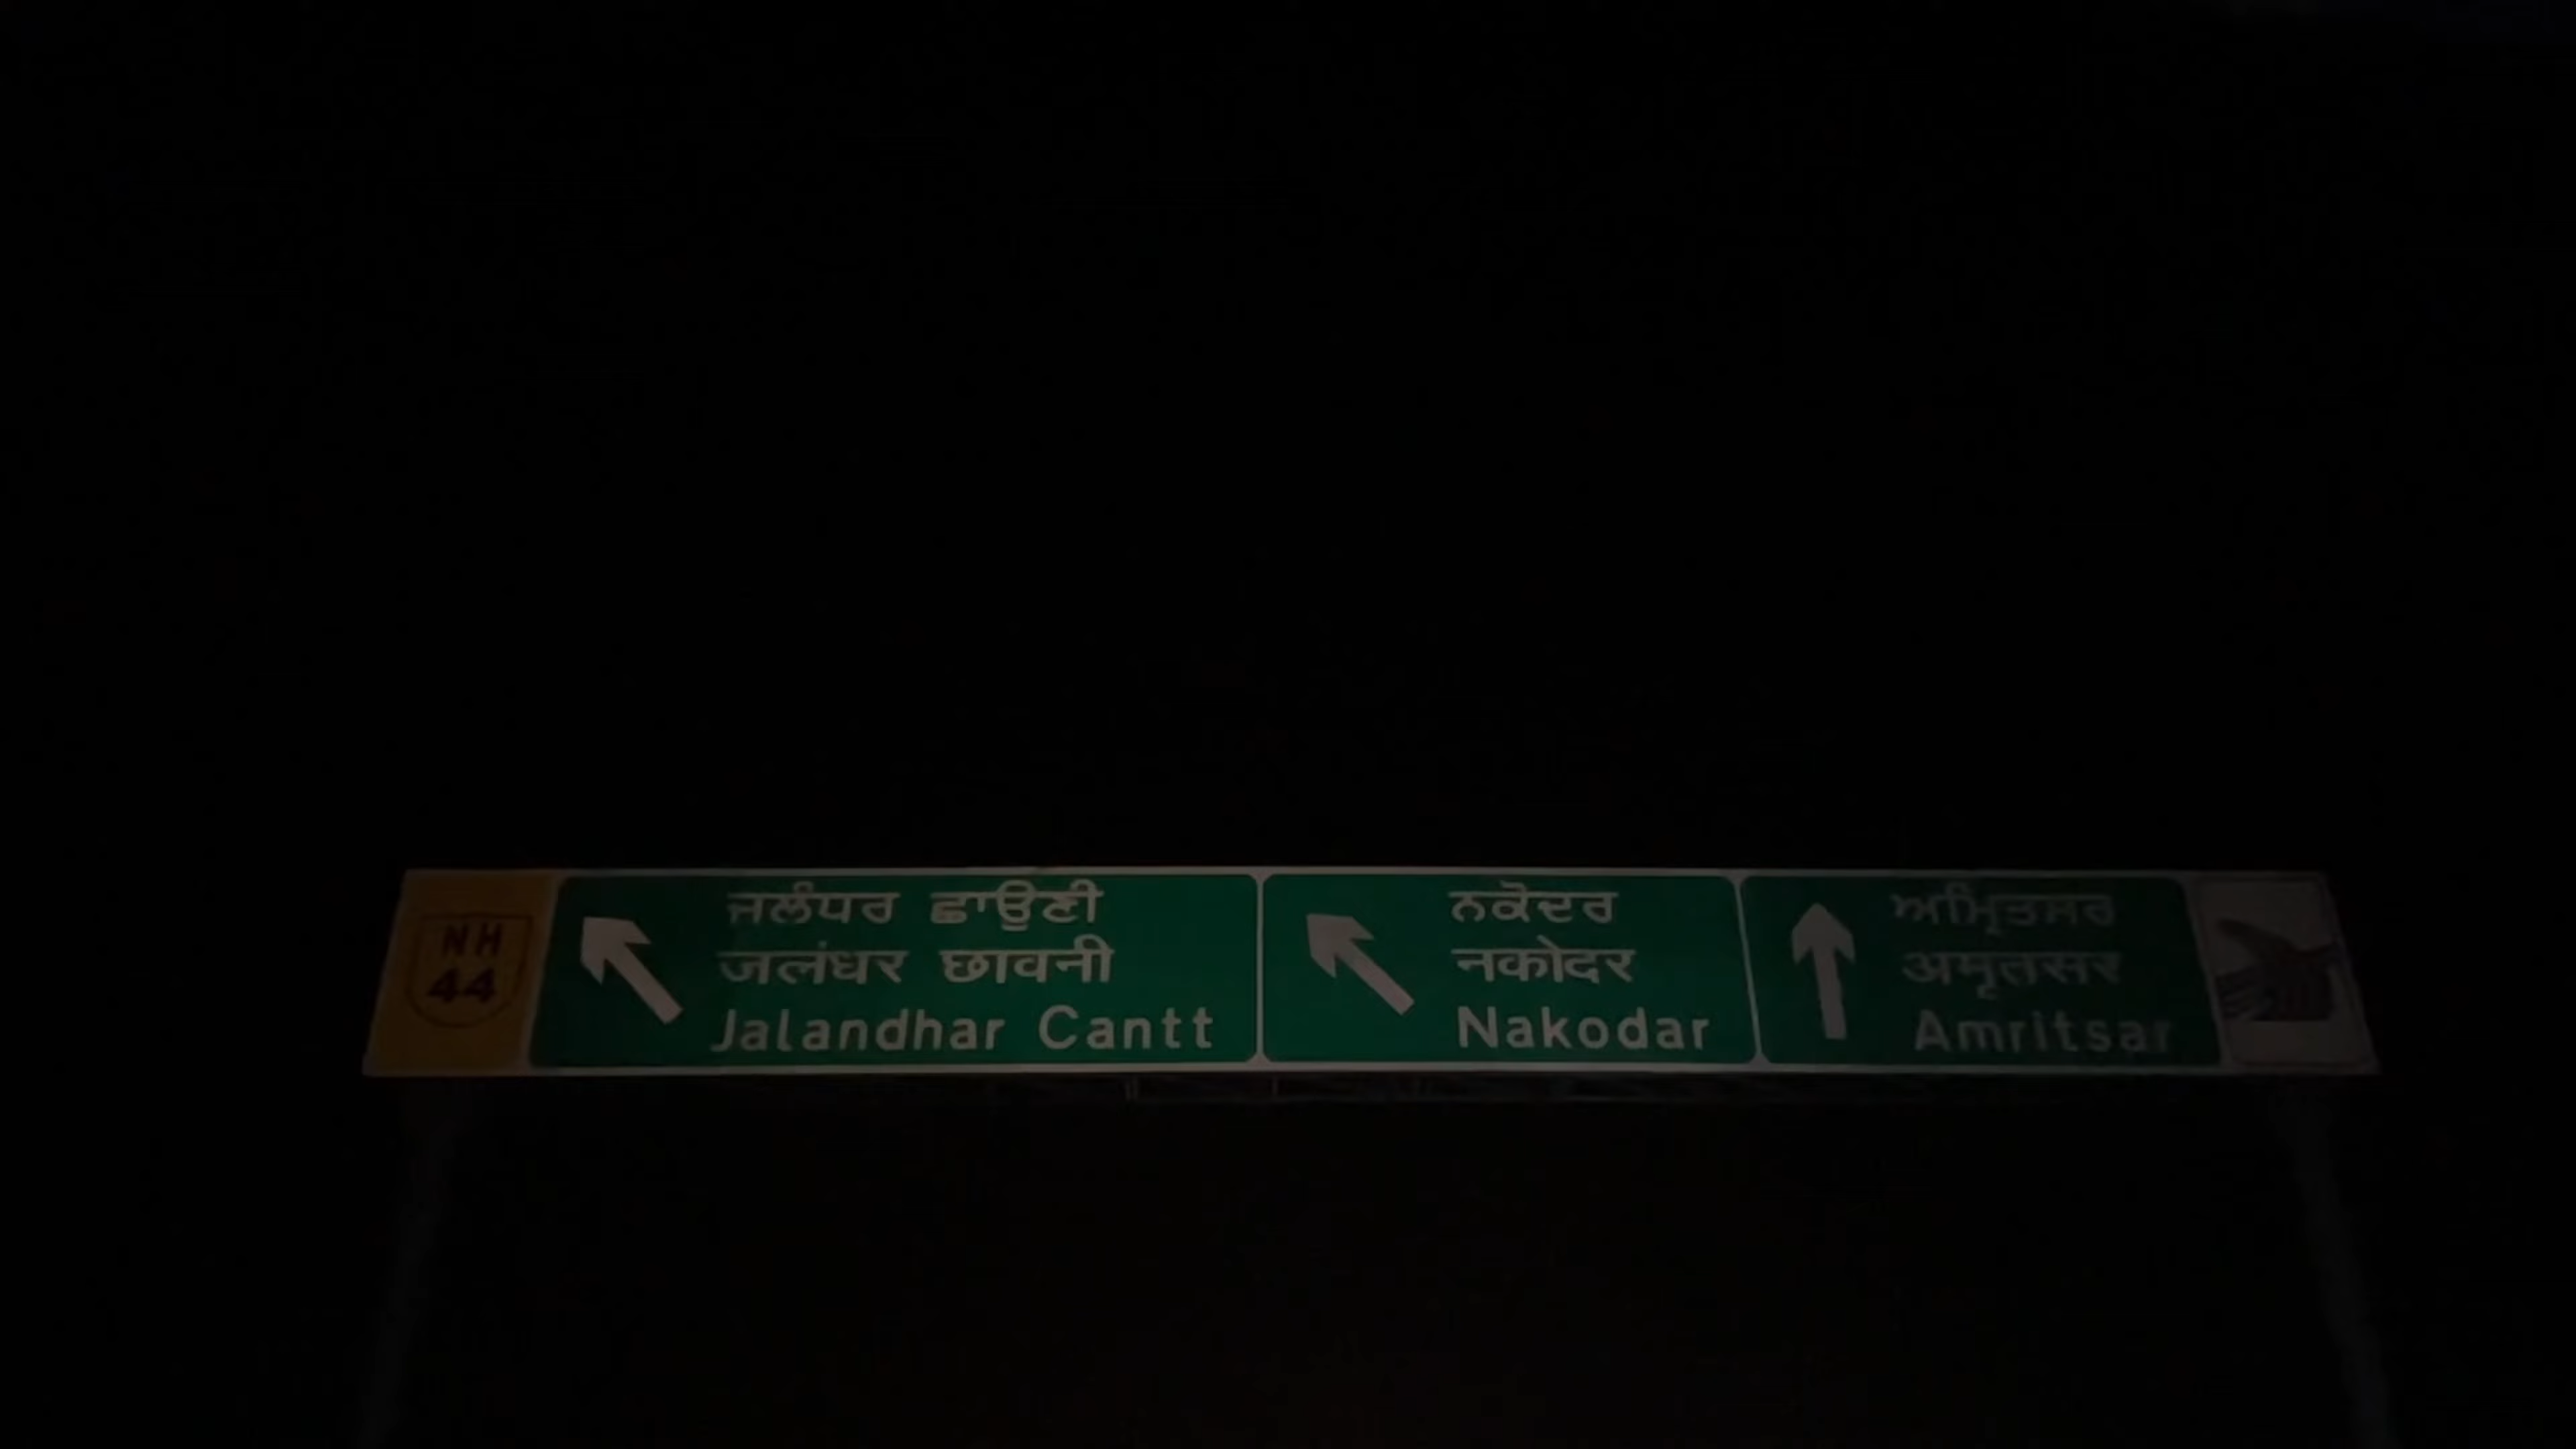 NH
44
ਜਲੰਧਰ ਛਾਉਣੀ
जलंधर छावनी
Jalandhar Cantt
ਨਕੋਦਰ
नकोदर
Nakodar
ਅਮ੍ਰਿਤਸਰ
अमृतसर
Amritsar